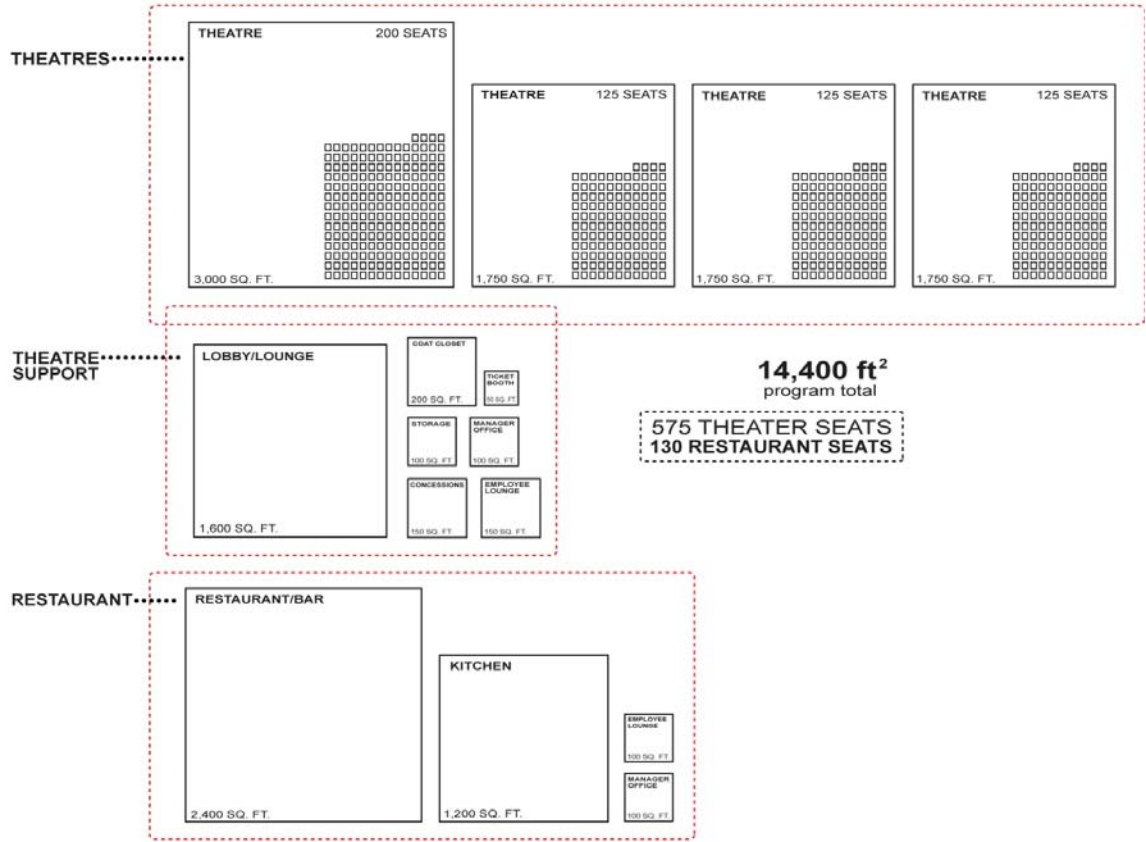 THEATRES
THEATRE 200 SEATS
3,000 SQ. FT.
THEATRE 125 SEATS
1,750 SQ. FT.
THEATRE 125 SEATS
1,750 SQ. FT.
THEATRE 125 SEATS
1,750 SQ. FT.
THEATRE
SUPPORT
LOBBY/LOUNGE
1,600 SQ. FT.
COAT CLOSET
200 SQ. FT.
TICKET
BOOTH
50 SQ. FT.
STORAGE
100 SQ. FT.
MANAGER
OFFICE
100 SQ. FT.
CONCESSIONS
150 SQ. FT.
EMPLOYEE
LOUNGE
150 SQ. FT.
14,400 ft²
program total
575 THEATER SEATS
130 RESTAURANT SEATS
RESTAURANT
RESTAURANT/BAR
2,400 SQ. FT.
KITCHEN
1,200 SQ. FT.
EMPLOYEE
LOUNGE
100 SQ. FT.
MANAGER
OFFICE
100 SQ. FT.